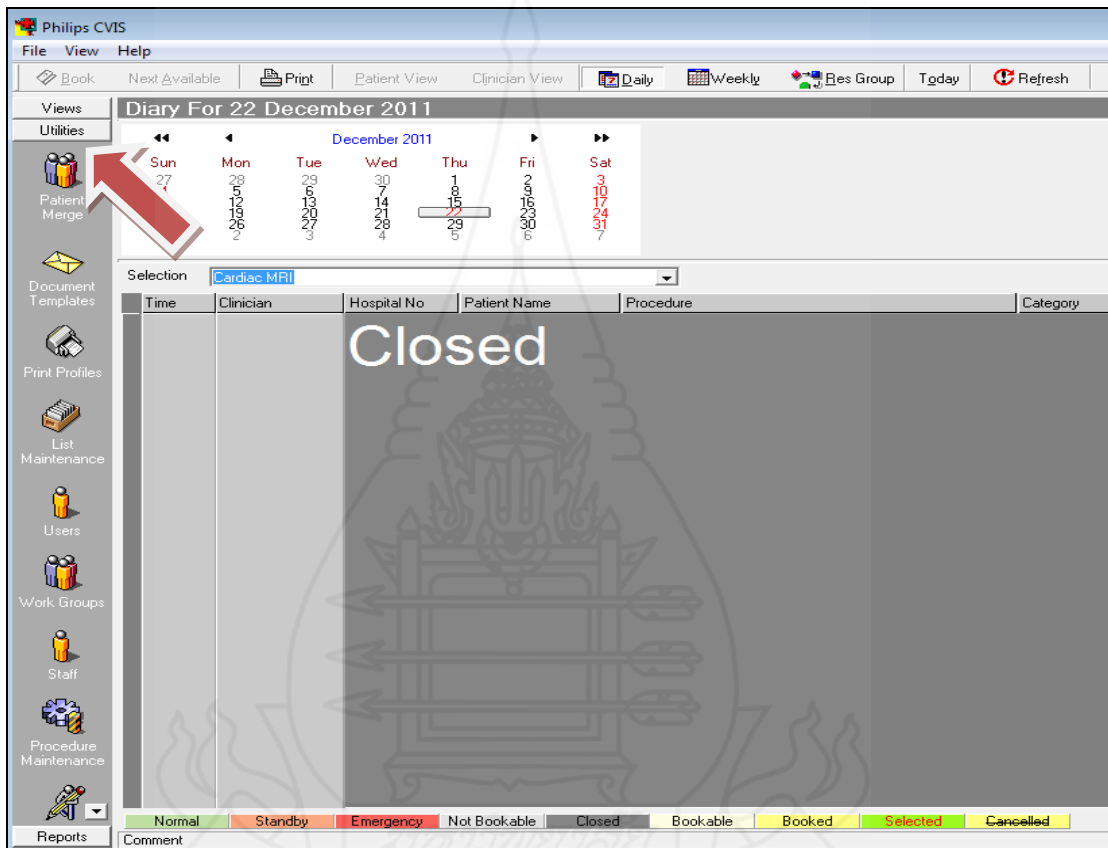 Philips CVIS
File View Help
Book Next Available Print Patient View Clinician View Daily Weekly Res Group Today Refresh
Views
Utilities
Patient
Merge
Document
Templates
Print Profiles
List
Maintenance
Users
Work Groups
Staff
Procedure
Maintenance
Reports
Diary For 22 December 2011
December 2011
Sun Mon Tue Wed Thu Fri Sat
27 28 29 30 1 2 3
5 6 7 8 9 10
12 13 14 15 16 17
19 20 21 22 23 24
26 27 28 29 30 31
2 3 4 5 6 7
Selection Cardiac MRI
Time Clinician Hospital No Patient Name Procedure Category
Closed
Normal Standby Emergency Not Bookable Closed Bookable Booked Selected Cancelled
Comment